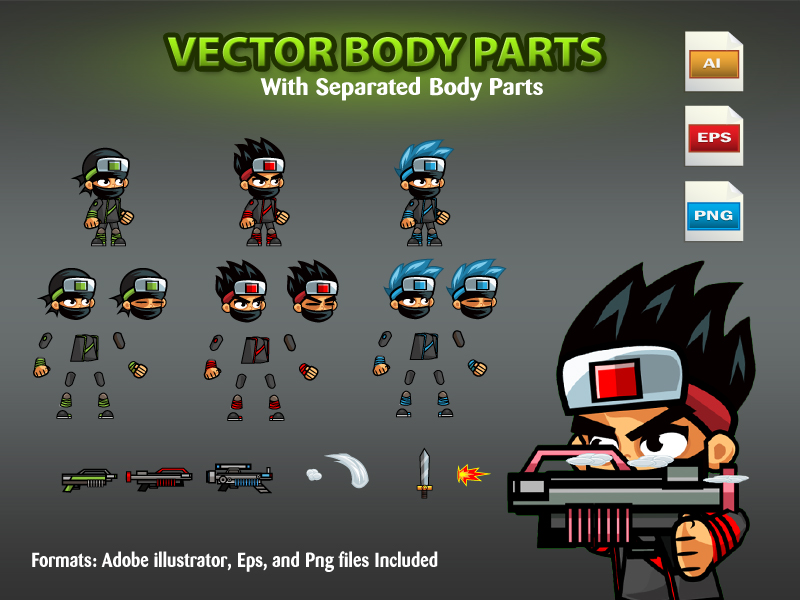 VECTOR BODY PARTS
With Separated Body Parts
AI
EPS
PNG
Formats: Adobe illustrator, Eps, and Png files Included